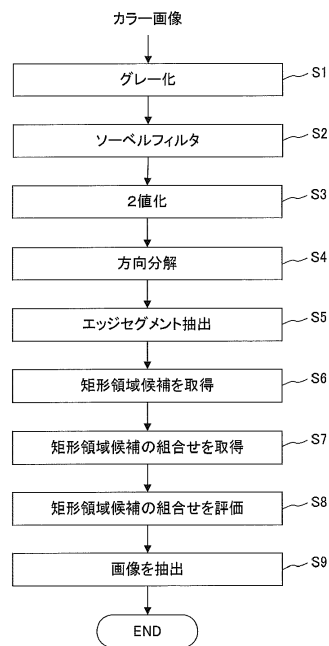 カラー画像
グレー化
S1
ソーベルフィルタ
S2
2値化
S3
方向分解
S4
エッジセグメント抽出
S5
矩形領域候補を取得
S6
矩形領域候補の組合せを取得
S7
矩形領域候補の組合せを評価
S8
画像を抽出
S9
END